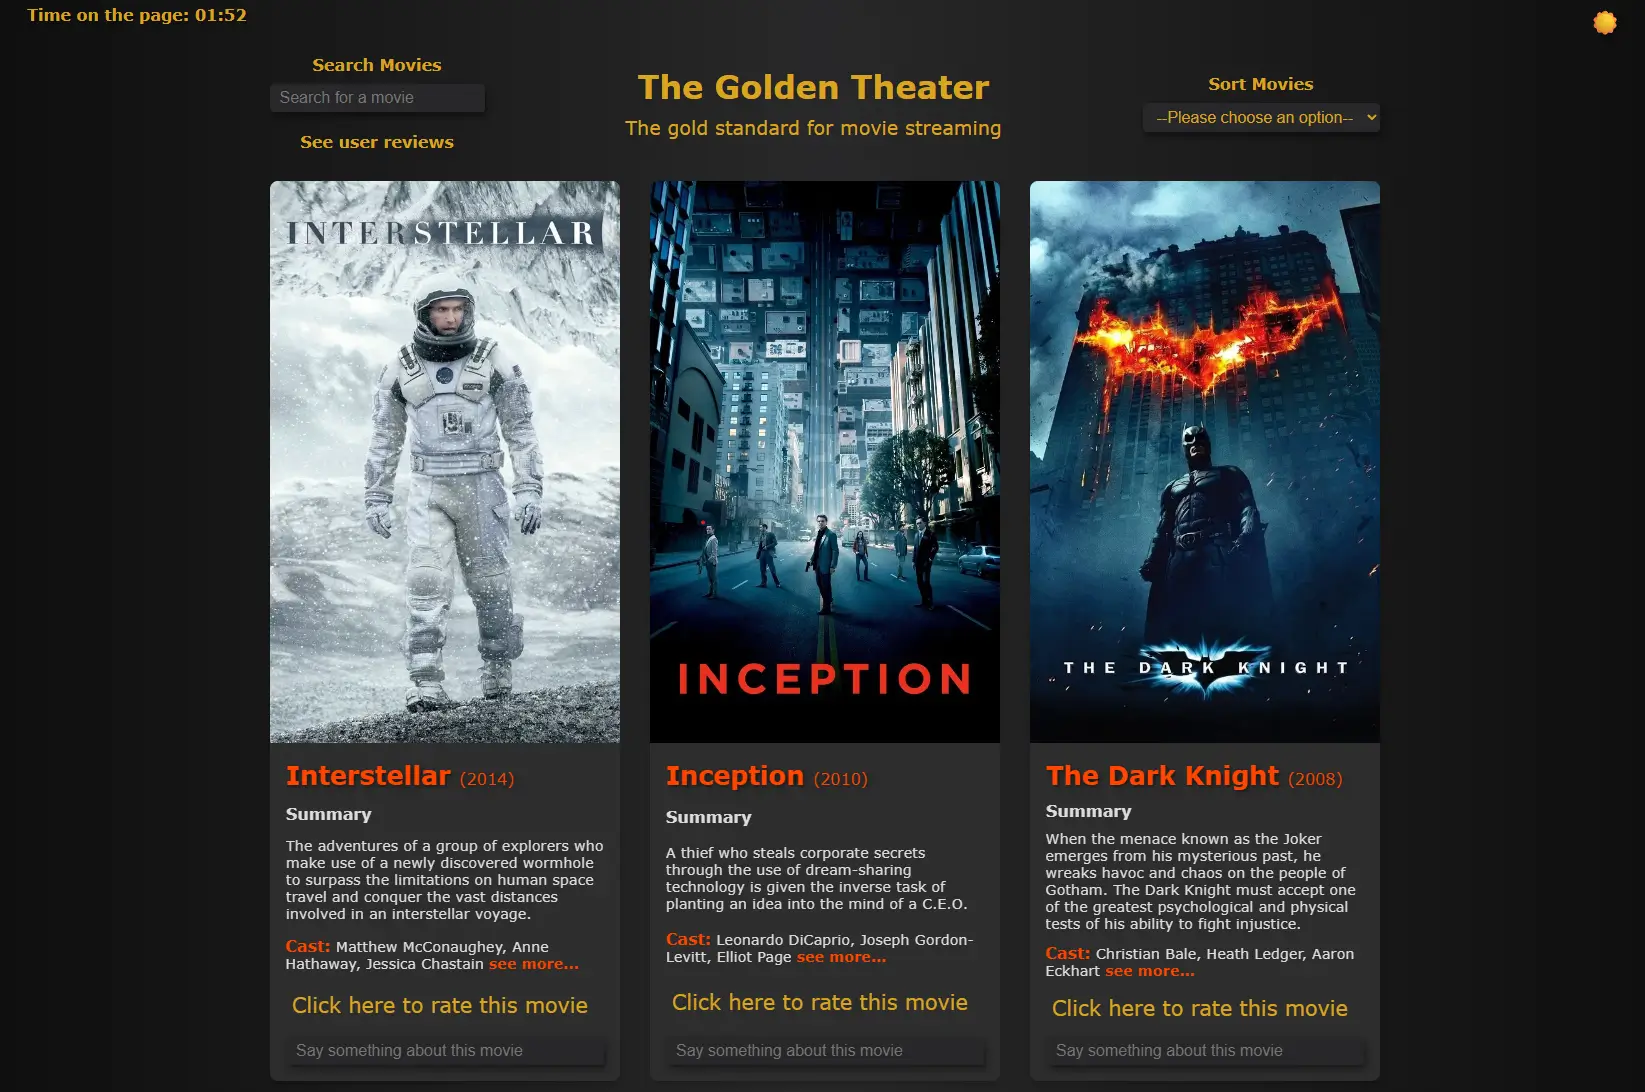 Time on the page: 01:52
Search Movies
Search for a movie
See user reviews
The Golden Theater
The gold standard for movie streaming
Sort Movies
--Please choose an option--
INTERSTELLAR
INCEPTION
THE DARK KNIGHT
Interstellar (2014)
Summary
The adventures of a group of explorers who
make use of a newly discovered wormhole
to surpass the limitations on human space
travel and conquer the vast distances
involved in an interstellar voyage.
Cast: Matthew McConaughey, Anne
Hathaway, Jessica Chastain see more...
Click here to rate this movie
Say something about this movie
Inception (2010)
Summary
A thief who steals corporate secrets
through the use of dream-sharing
technology is given the inverse task of
planting an idea into the mind of a C.E.O.
Cast: Leonardo DiCaprio, Joseph Gordon-
Levitt, Elliot Page see more...
Click here to rate this movie
Say something about this movie
The Dark Knight (2008)
Summary
When the menace known as the Joker
emerges from his mysterious past, he
wreaks havoc and chaos on the people of
Gotham. The Dark Knight must accept one
of the greatest psychological and physical
tests of his ability to fight injustice.
Cast: Christian Bale, Heath Ledger, Aaron
Eckhart see more...
Click here to rate this movie
Say something about this movie